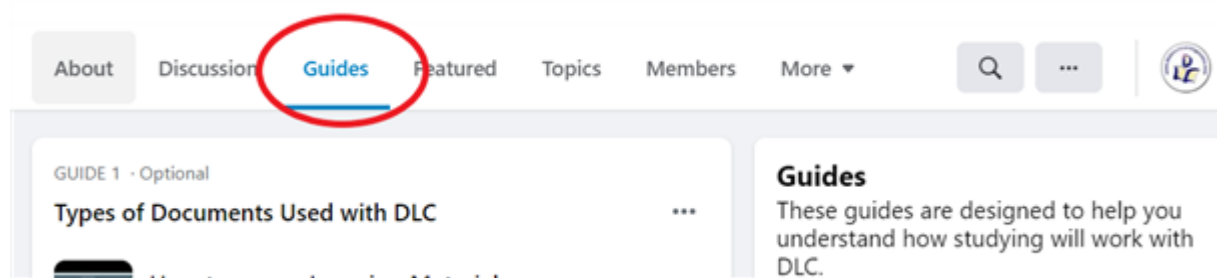 About Discussion Guides Featured Topics Members More
GUIDE 1 · Optional
Types of Documents Used with DLC
Guides
These guides are designed to help you
understand how studying will work with
DLC.